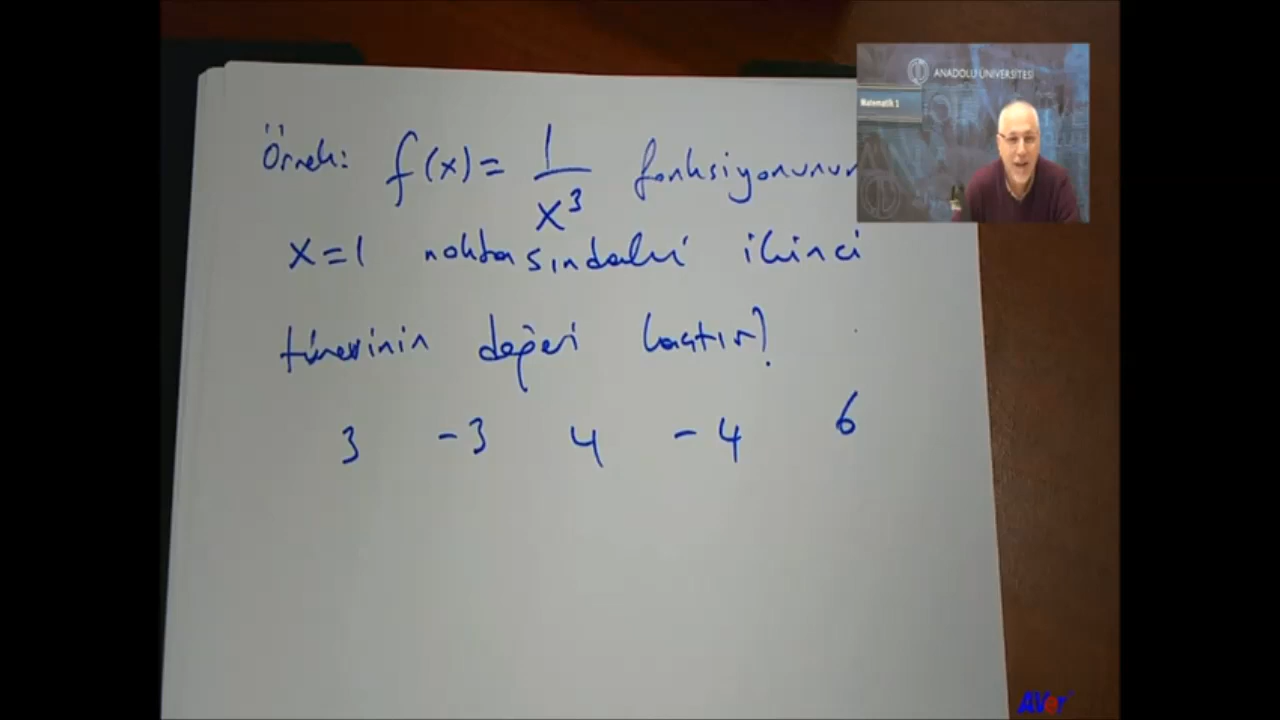 Örnek: f(x) = 1/x³ fonksiyonunun
x=1 noktasındaki ikinci
türevinin değeri kaçtır?
3 -3 4 -4 6
ANADOLU ÜNİVERSİTESİ
Matematik 1
AVer